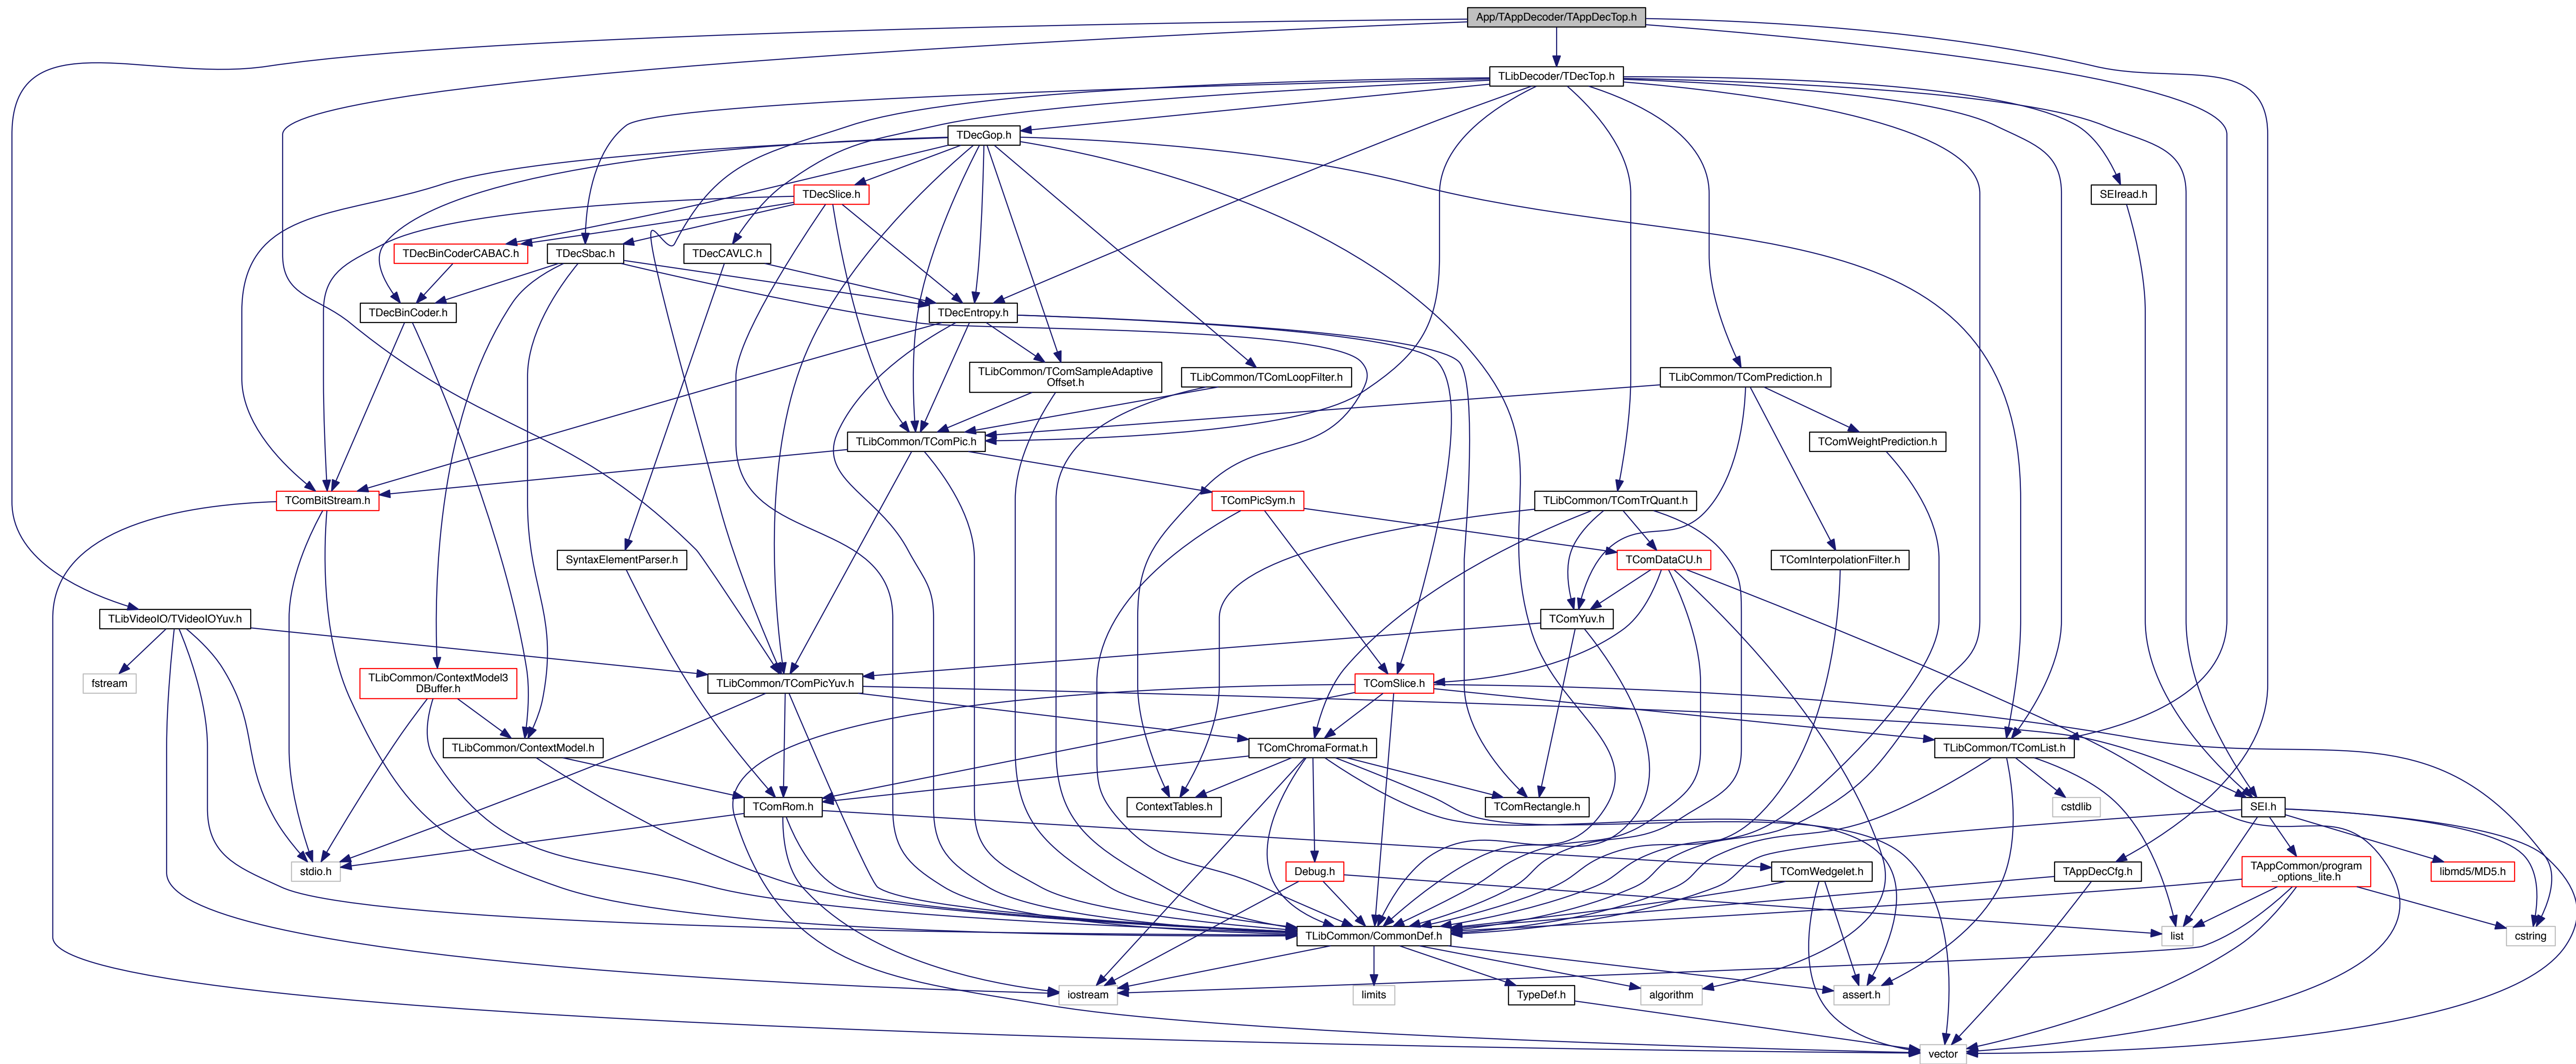 App/TAppDecoder/TAppDecTop.h
TLibDecoder/TDecTop.h
TDecGop.h
TDecSlice.h
SEIread.h
TDecBinCoderCABAC.h
TDecSbac.h
TDecCAVLC.h
TDecBinCoder.h
TDecEntropy.h
TLibCommon/TComSampleAdaptive
Offset.h
TLibCommon/TComLoopFilter.h
TLibCommon/TComPrediction.h
TLibCommon/TComPic.h
TComWeightPrediction.h
TComBitStream.h
TComPicSym.h
TLibCommon/TComTrQuant.h
SyntaxElementParser.h
TComDataCU.h
TComInterpolationFilter.h
TLibVideoIO/TVideoIOYuv.h
TComYuv.h
fstream
TLibCommon/ContextModel3
DBuffer.h
TLibCommon/TComPicYuv.h
TComSlice.h
TLibCommon/ContextModel.h
TComChromaFormat.h
TLibCommon/TComList.h
TComRom.h
ContextTables.h
TComRectangle.h
cstdlib
SEI.h
stdio.h
Debug.h
TComWedgelet.h
TAppDecCfg.h
TAppCommon/program
_options_lite.h
libmd5/MD5.h
TLibCommon/CommonDef.h
list
cstring
iostream
limits
TypeDef.h
algorithm
assert.h
vector